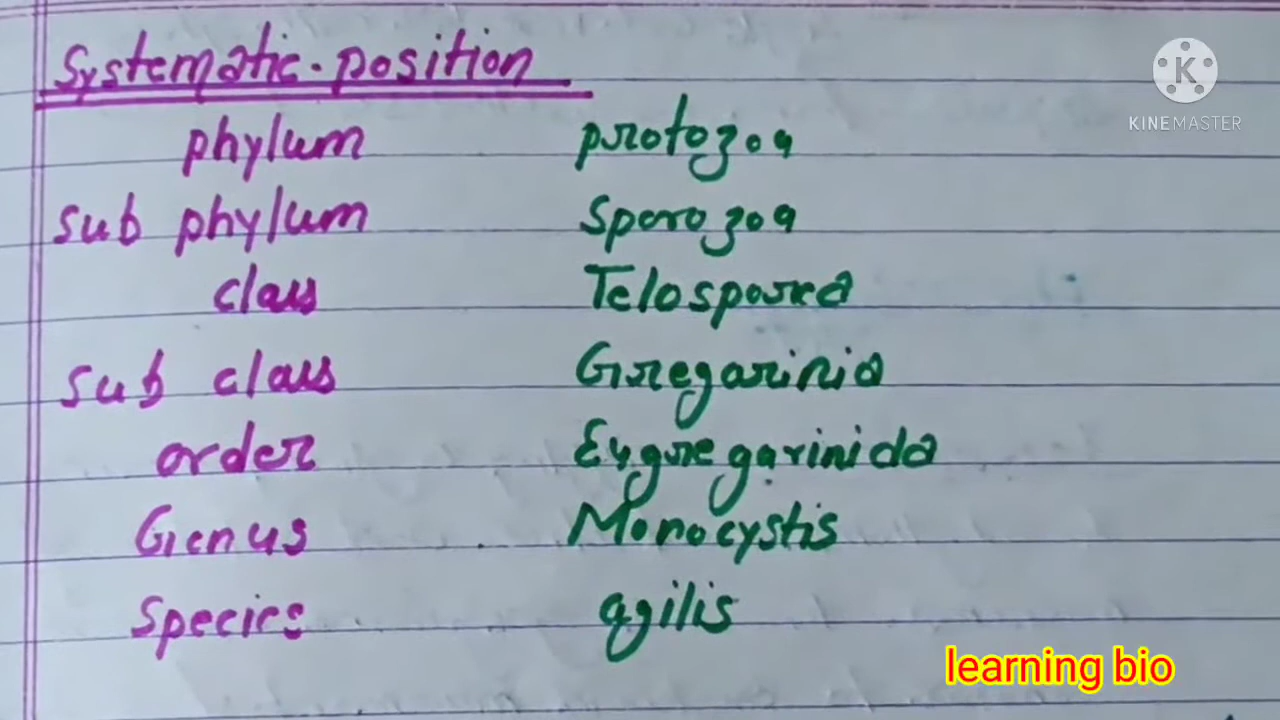 Systematic. position
phylum protozoa
sub phylum Sporozoa
class Telosporea
sub class Gregarinia
order Eugregarinida
Genus Monocystis
Species agilis
K
KINEMASTER
learning bio